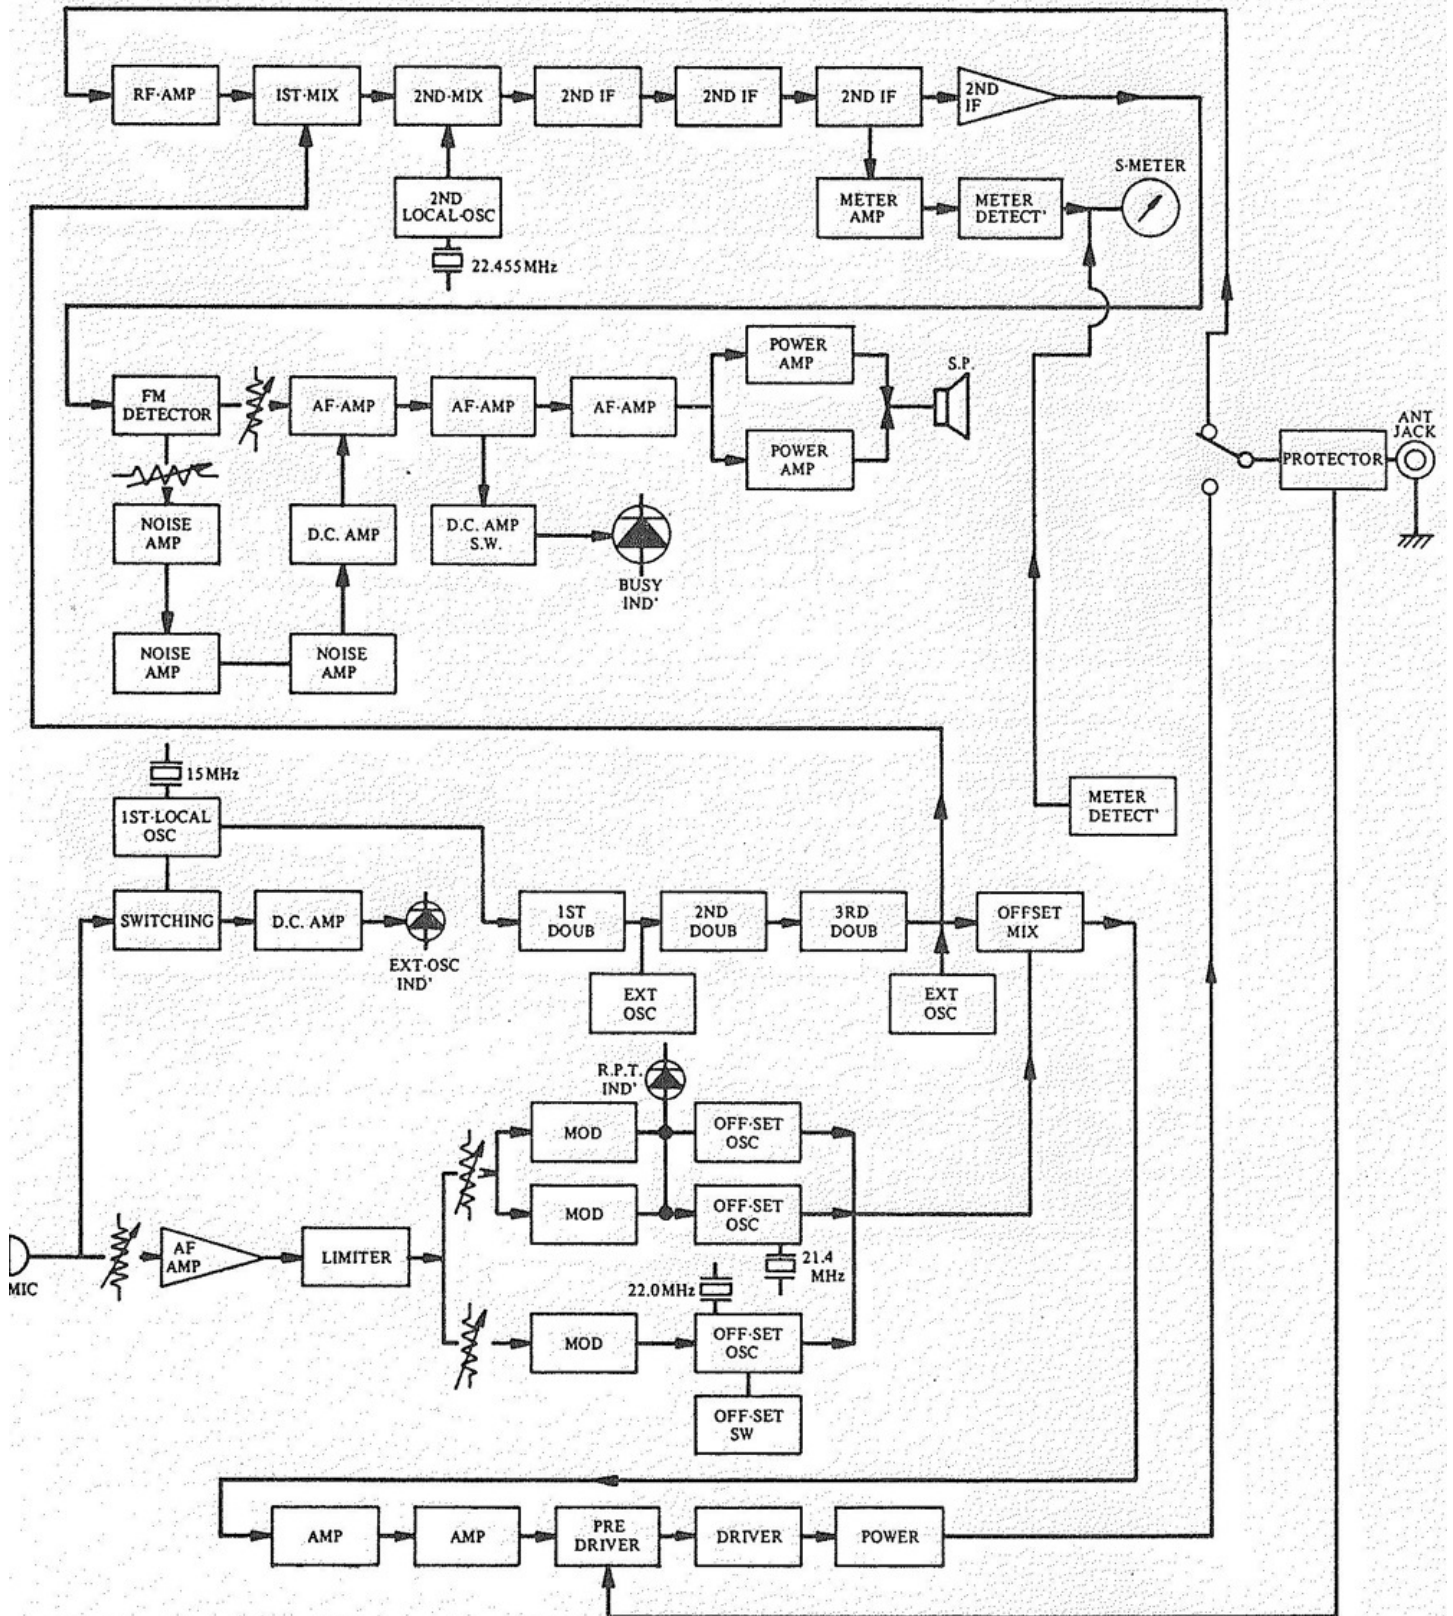 RF·AMP
1ST·MIX
2ND·MIX
2ND IF
2ND IF
2ND IF
2ND
IF
2ND
LOCAL-OSC
22.455MHz
METER
AMP
METER
DETECT'
S·METER
FM
DETECTOR
AF·AMP
AF·AMP
AF·AMP
POWER
AMP
POWER
AMP
S.P.
NOISE
AMP
D.C. AMP
D.C. AMP
S.W.
BUSY
IND'
NOISE
AMP
NOISE
AMP
ANT
JACK
PROTECTOR
15MHz
1ST·LOCAL
OSC
METER
DETECT'
SWITCHING
D.C. AMP
EXT·OSC
IND'
1ST
DOUB
2ND
DOUB
3RD
DOUB
OFFSET
MIX
EXT
OSC
EXT
OSC
R.P.T.
IND'
MOD
OFF·SET
OSC
MOD
OFF·SET
OSC
21.4
MHz
MIC
AF
AMP
LIMITER
22.0MHz
MOD
OFF·SET
OSC
OFF·SET
SW
AMP
AMP
PRE
DRIVER
DRIVER
POWER